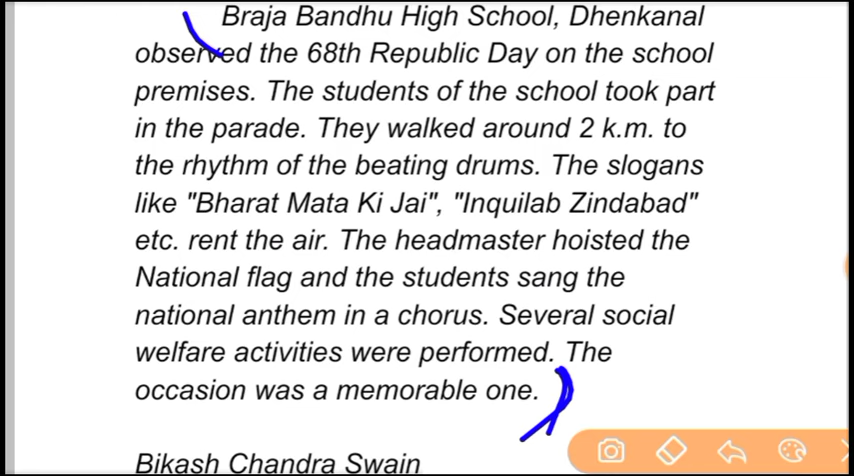 Braja Bandhu High School, Dhenkanal
observed the 68th Republic Day on the school
premises. The students of the school took part
in the parade. They walked around 2 k.m. to
the rhythm of the beating drums. The slogans
like "Bharat Mata Ki Jai", "Inquilab Zindabad"
etc. rent the air. The headmaster hoisted the
National flag and the students sang the
national anthem in a chorus. Several social
welfare activities were performed. The
occasion was a memorable one.
Bikash Chandra Swain